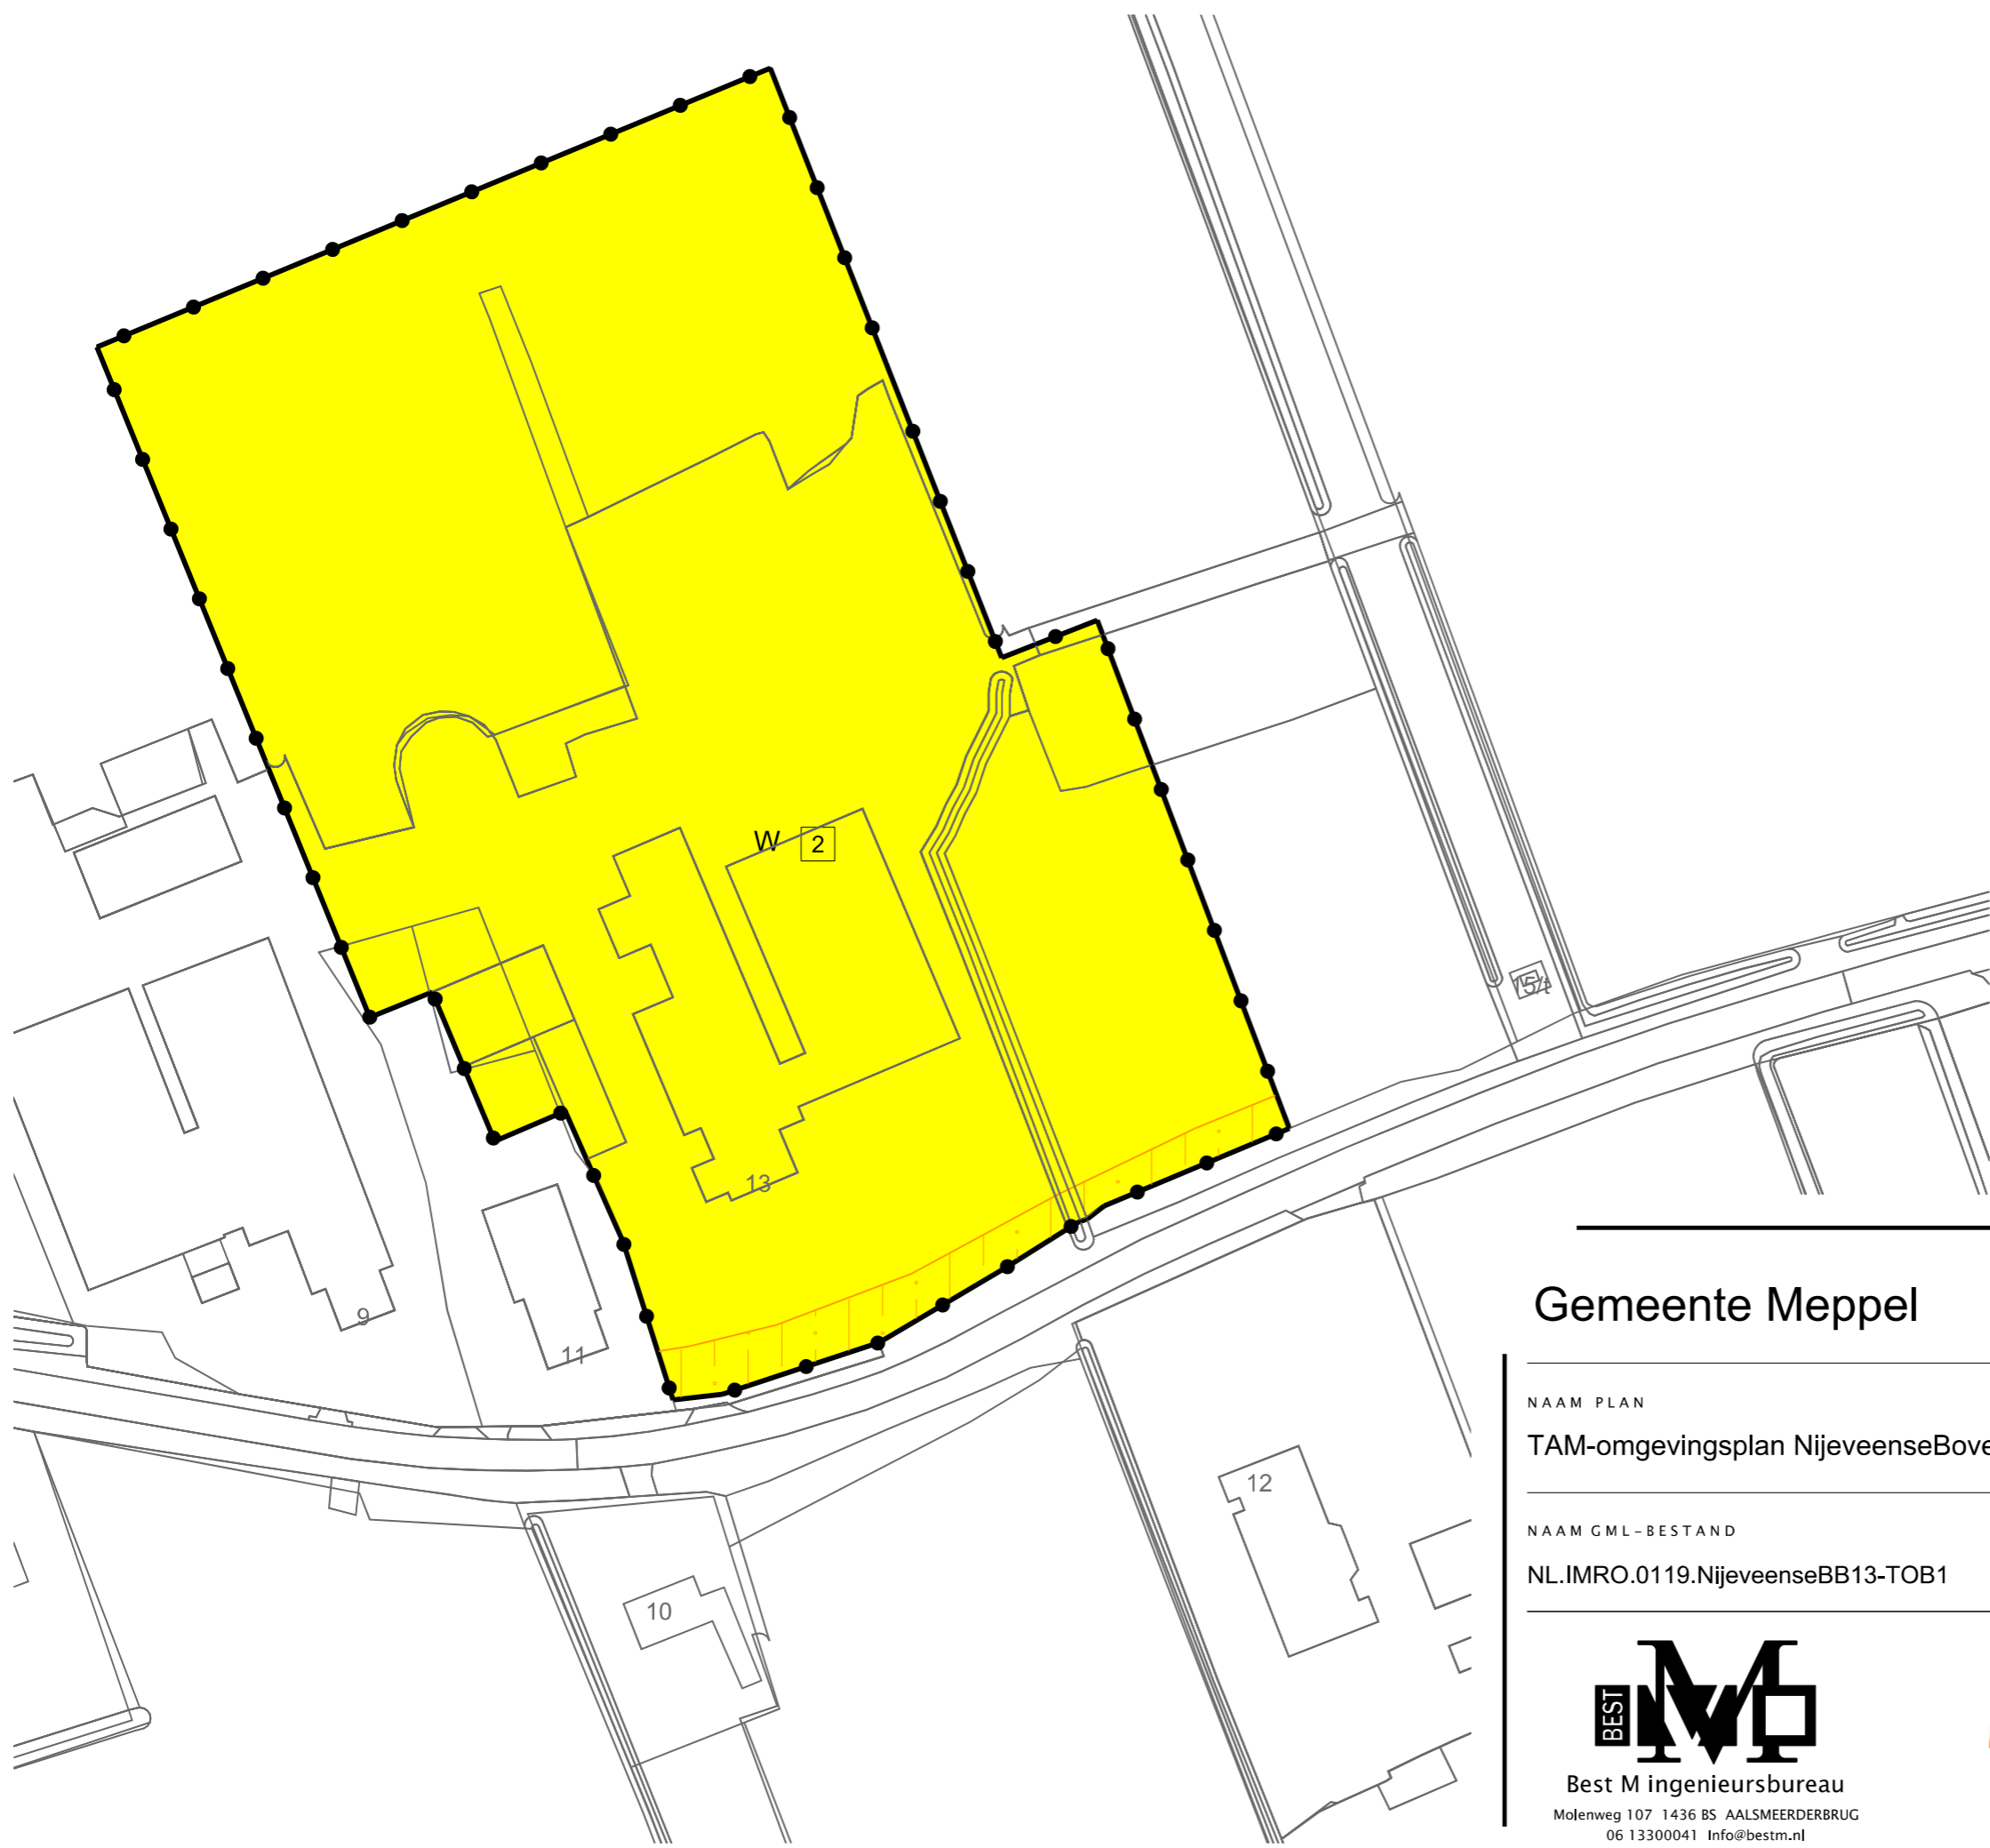 W 2
15A
13
9
11
12
10
Gemeente Meppel
NAAM PLAN
TAM-omgevingsplan NijeveenseBove
NAAM GML-BESTAND
NL.IMRO.0119.NijeveenseBB13-TOB1
BEST
M
Best M ingenieursbureau
Molenweg 107 1436 BS AALSMEERDERBRUG
06 13300041 Info@bestm.nl